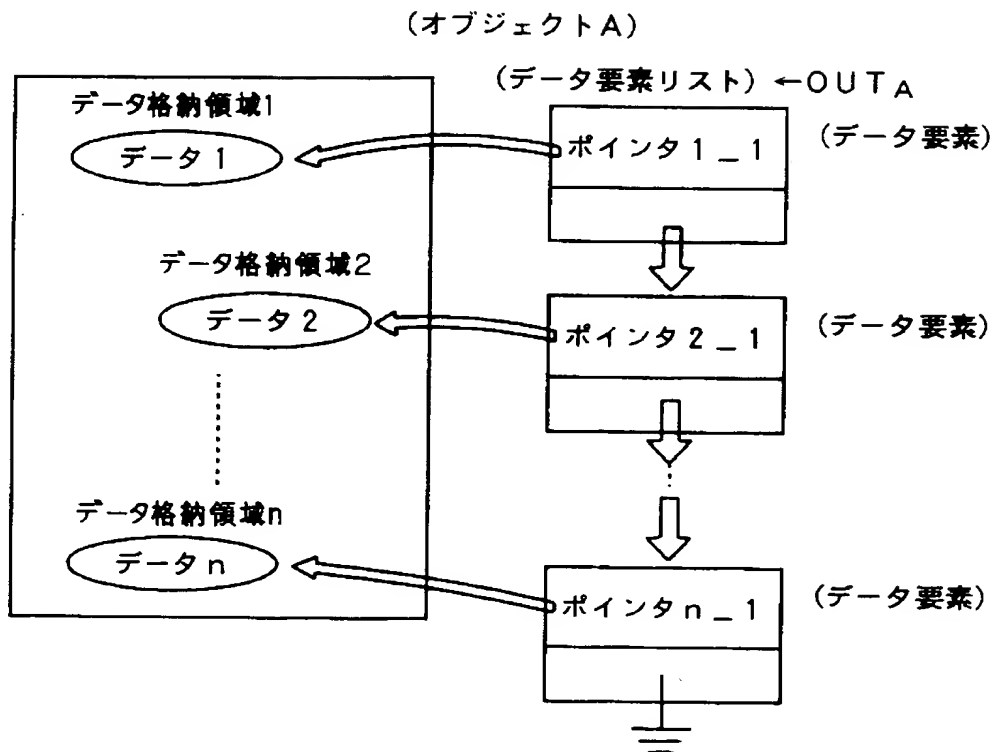 (オブジェクトA)
(データ要素リスト) ←OUT_A
データ格納領域1
データ1
ポインタ1_1
(データ要素)
データ格納領域2
データ2
ポインタ2_1
(データ要素)
データ格納領域n
データn
ポインタn_1
(データ要素)